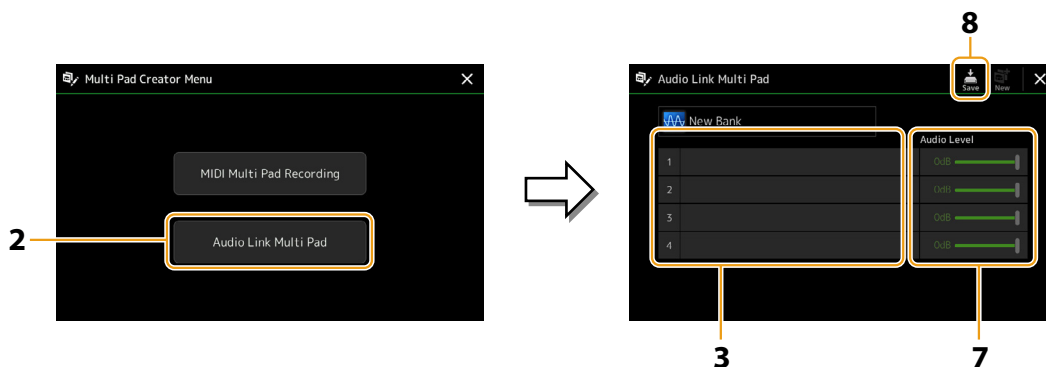 8
Multi Pad Creator Menu
MIDI Multi Pad Recording
2
Audio Link Multi Pad
Audio Link Multi Pad
Save
New
New Bank
Audio Level
1
0dB
2
0dB
3
0dB
4
0dB
3
7